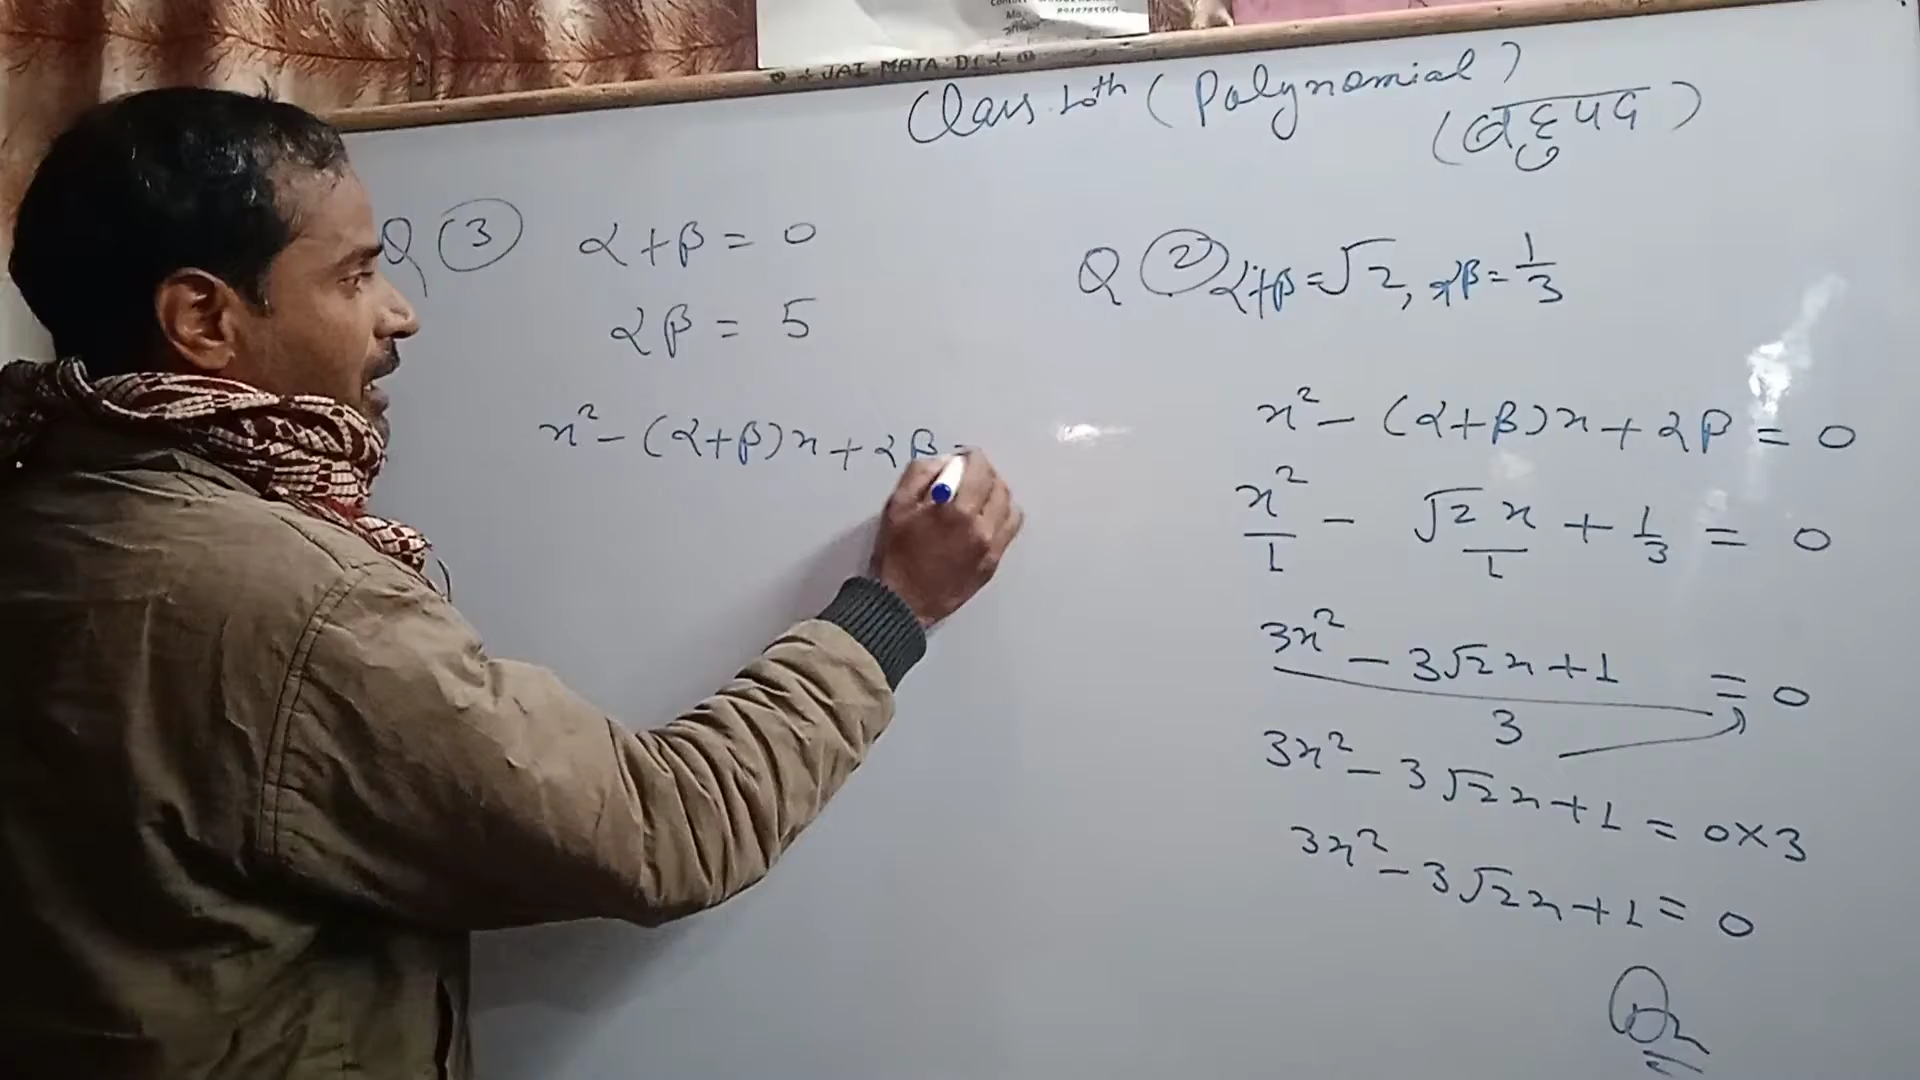 JAI MATA DI
Class 10th (Polynomial)
(बहुपद)
Q ③ α+β = 0
αβ = 5
x² - (α+β)x + αβ =
Q ② α+β = √2, αβ = 1/3
x² - (α+β)x + αβ = 0
x²/1 - √2 x/1 + 1/3 = 0
3x² - 3√2x + 1 = 0
3
3x² - 3√2x + 1 = 0×3
3x² - 3√2x + 1 = 0